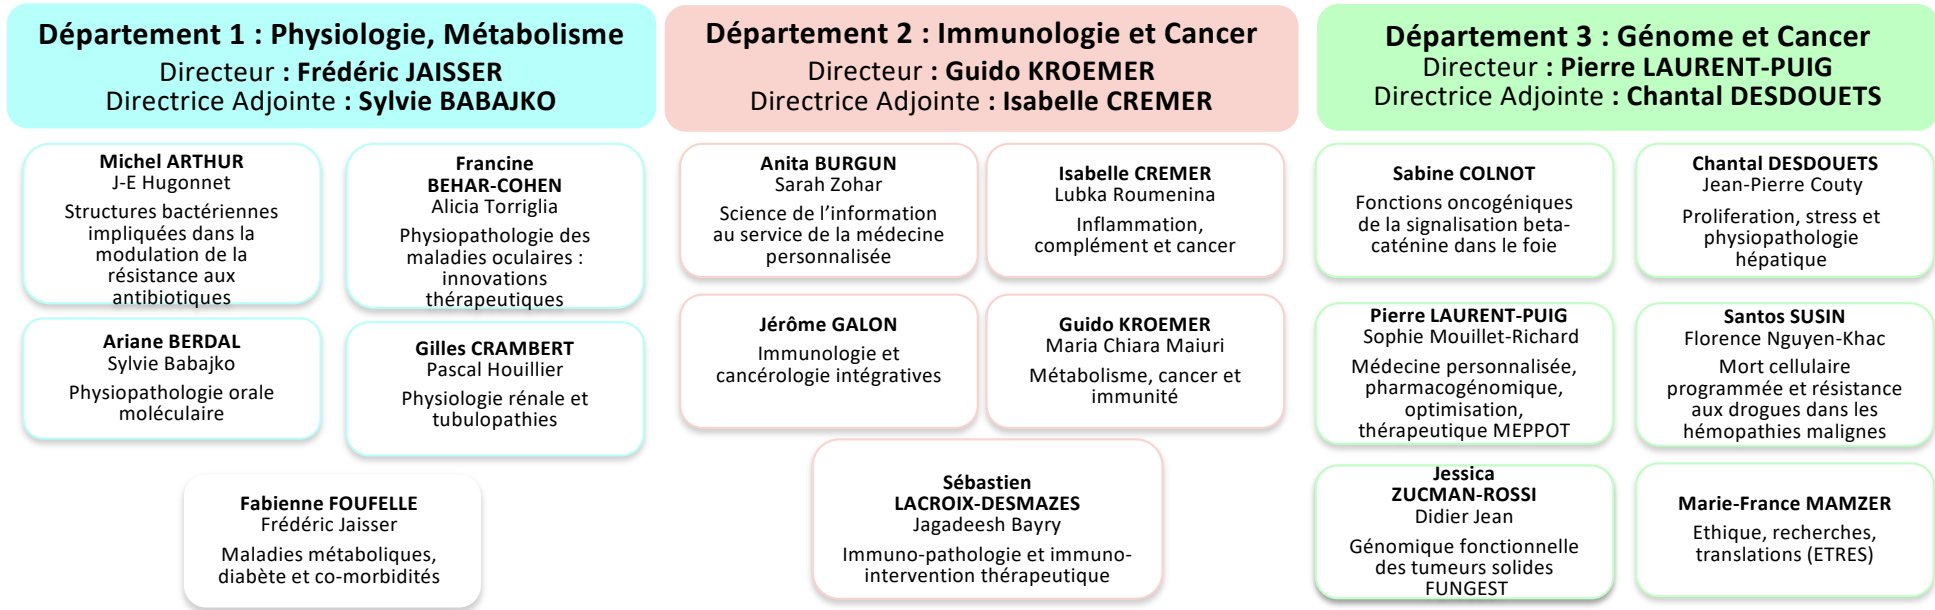 Département 1 : Physiologie, Métabolisme
Directeur : Frédéric JAISSER
Directrice Adjointe : Sylvie BABAJKO
Michel ARTHUR
J-E Hugonnet
Structures bactériennes
impliquées dans la
modulation de la
résistance aux
antibiotiques
Francine
BEHAR-COHEN
Alicia Torriglia
Physiopathologie des
maladies oculaires :
innovations
thérapeutiques
Ariane BERDAL
Sylvie Babajko
Physiopathologie orale
moléculaire
Gilles CRAMBERT
Pascal Houillier
Physiologie rénale et
tubulopathies
Fabienne FOUFELLE
Frédéric Jaisser
Maladies métaboliques,
diabète et co-morbidités
Département 2 : Immunologie et Cancer
Directeur : Guido KROEMER
Directrice Adjointe : Isabelle CREMER
Anita BURGUN
Sarah Zohar
Science de l’information
au service de la médecine
personnalisée
Isabelle CREMER
Lubka Roumenina
Inflammation,
complément et cancer
Jérôme GALON
Immunologie et
cancérologie intégratives
Guido KROEMER
Maria Chiara Maiuri
Métabolisme, cancer et
immunité
Sébastien
LACROIX-DESMAZES
Jagadeesh Bayry
Immuno-pathologie et immuno-
intervention thérapeutique
Département 3 : Génome et Cancer
Directeur : Pierre LAURENT-PUIG
Directrice Adjointe : Chantal DESDOUETS
Sabine COLNOT
Fonctions oncogéniques
de la signalisation beta-
caténine dans le foie
Chantal DESDOUETS
Jean-Pierre Couty
Proliferation, stress et
physiopathologie
hépatique
Pierre LAURENT-PUIG
Sophie Mouillet-Richard
Médecine personnalisée,
pharmacogénomique,
optimisation,
thérapeutique MEPPOT
Santos SUSIN
Florence Nguyen-Khac
Mort cellulaire
programmée et résistance
aux drogues dans les
hémopathies malignes
Jessica
ZUCMAN-ROSSI
Didier Jean
Génomique fonctionnelle
des tumeurs solides
FUNGEST
Marie-France MAMZER
Ethique, recherches,
translations (ETRES)